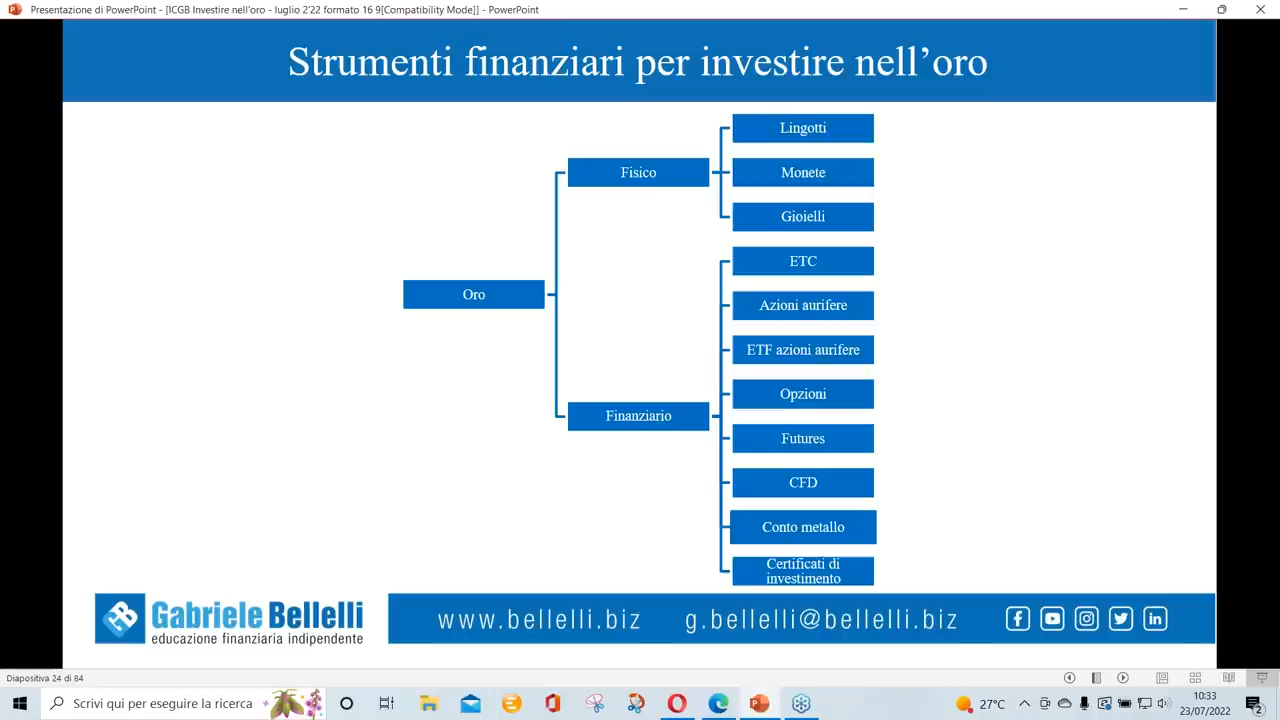 Presentazione di PowerPoint - [ICGB Investire nell'oro - luglio 2'22 formato 16 9[Compatibility Mode]] - PowerPoint
Strumenti finanziari per investire nell’oro
Lingotti
Fisico
Monete
Gioielli
ETC
Oro
Azioni aurifere
ETF azioni aurifere
Opzioni
Finanziario
Futures
CFD
Conto metallo
Certificati di
investimento
Gabriele Bellelli
educazione finanziaria indipendente
www.bellelli.biz g.bellelli@bellelli.biz
Diapositiva 24 di 84
Scrivi qui per eseguire la ricerca
27°C
10:33
23/07/2022
2